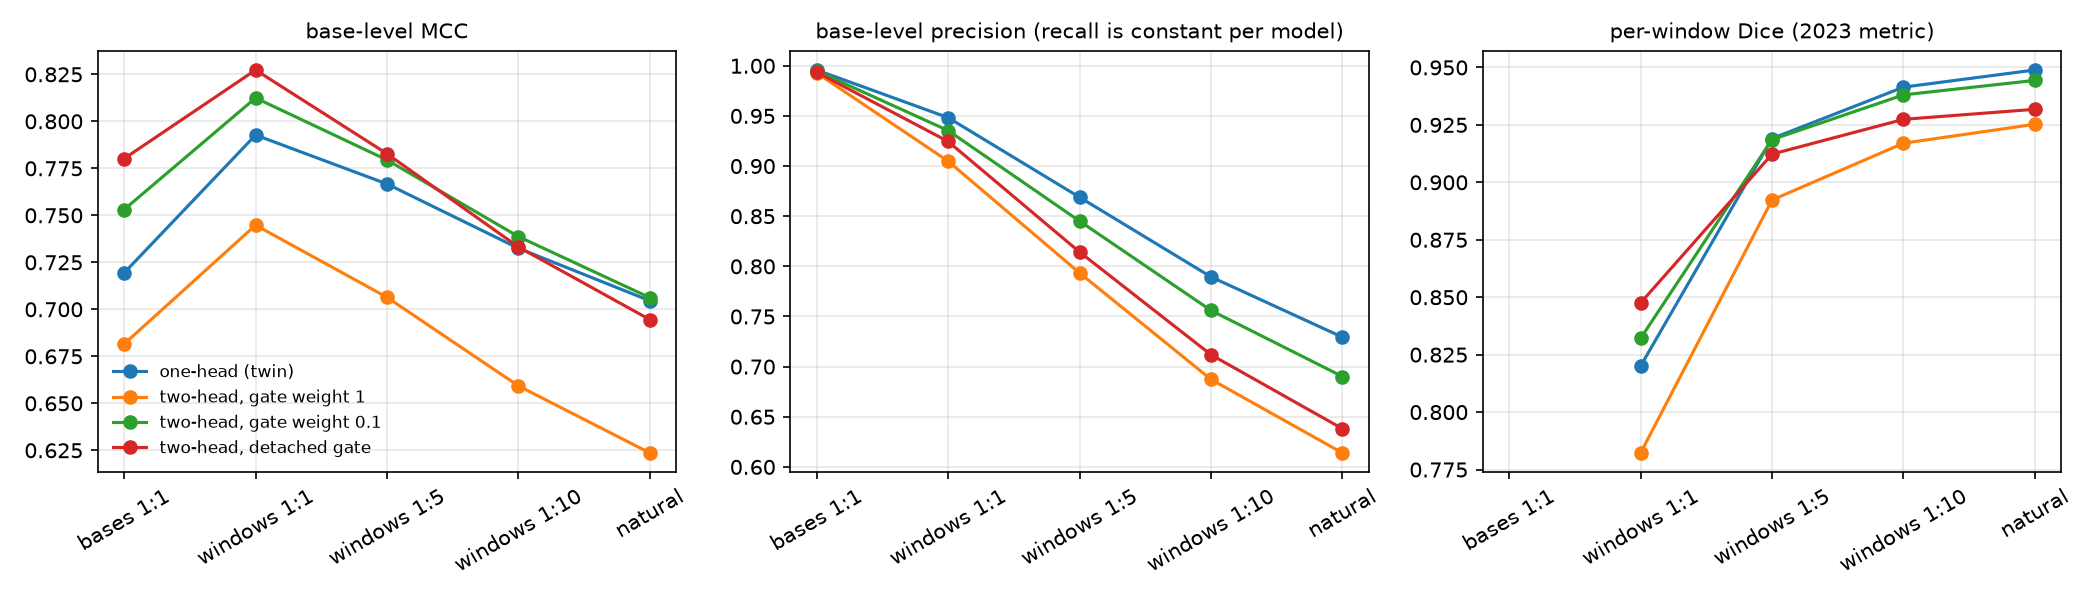 base-level MCC
0.825
0.800
0.775
0.750
0.725
0.700
0.675
0.650
0.625
one-head (twin)
two-head, gate weight 1
two-head, gate weight 0.1
two-head, detached gate
bases 1:1
windows 1:1
windows 1:5
windows 1:10
natural
base-level precision (recall is constant per model)
1.00
0.95
0.90
0.85
0.80
0.75
0.70
0.65
0.60
bases 1:1
windows 1:1
windows 1:5
windows 1:10
natural
per-window Dice (2023 metric)
0.950
0.925
0.900
0.875
0.850
0.825
0.800
0.775
bases 1:1
windows 1:1
windows 1:5
windows 1:10
natural